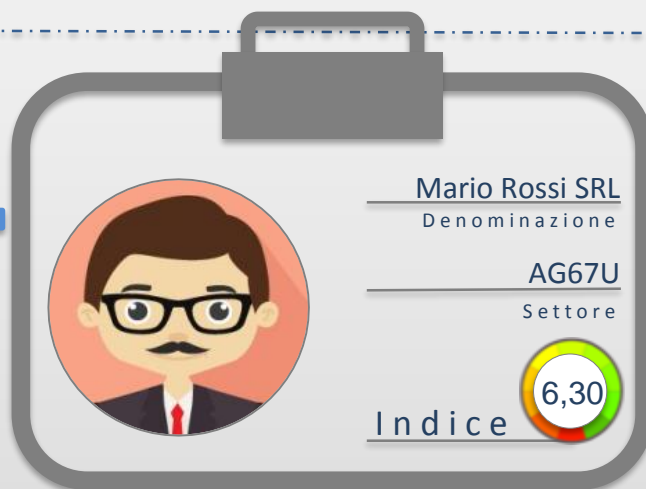 Mario Rossi SRL
Denominazione
AG67U
Settore
6,30
Indice